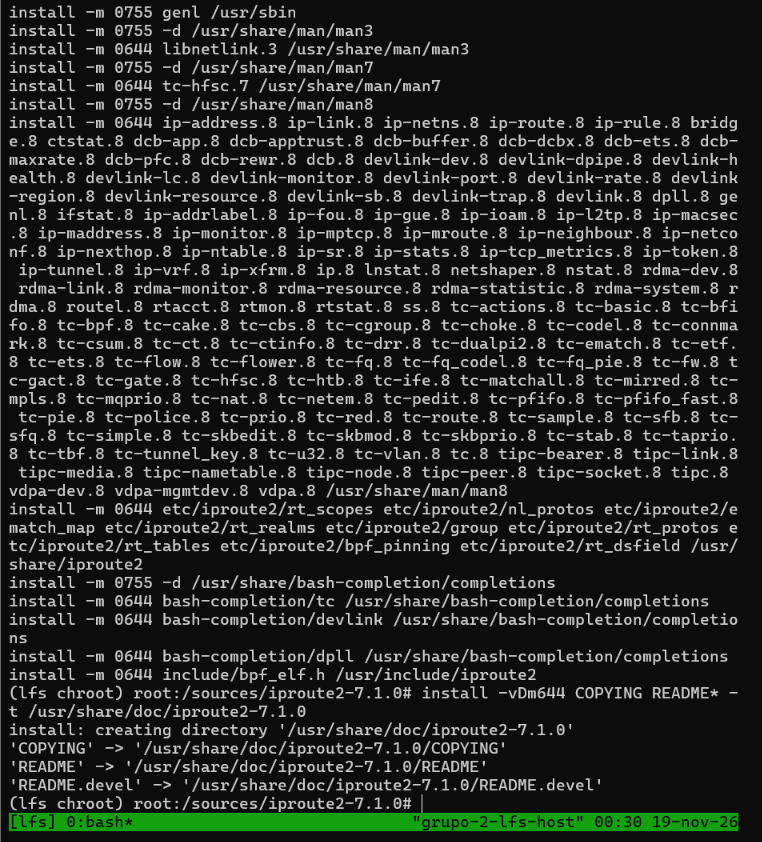 install -m 0755 genl /usr/sbin
install -m 0755 -d /usr/share/man/man3
install -m 0644 libnetlink.3 /usr/share/man/man3
install -m 0755 -d /usr/share/man/man7
install -m 0644 tc-hfsc.7 /usr/share/man/man7
install -m 0755 -d /usr/share/man/man8
install -m 0644 ip-address.8 ip-link.8 ip-netns.8 ip-route.8 ip-rule.8 bridg
e.8 ctstat.8 dcb-app.8 dcb-apptrust.8 dcb-buffer.8 dcb-dcbx.8 dcb-ets.8 dcb-
maxrate.8 dcb-pfc.8 dcb-rewr.8 dcb.8 devlink-dev.8 devlink-dpipe.8 devlink-h
ealth.8 devlink-lc.8 devlink-monitor.8 devlink-port.8 devlink-rate.8 devlink
-region.8 devlink-resource.8 devlink-sb.8 devlink-trap.8 devlink.8 dpll.8 ge
nl.8 ifstat.8 ip-addrlabel.8 ip-fou.8 ip-gue.8 ip-ioam.8 ip-l2tp.8 ip-macsec
.8 ip-maddress.8 ip-monitor.8 ip-mptcp.8 ip-mroute.8 ip-neighbour.8 ip-netco
nf.8 ip-nexthop.8 ip-ntable.8 ip-sr.8 ip-stats.8 ip-tcp_metrics.8 ip-token.8
 ip-tunnel.8 ip-vrf.8 ip-xfrm.8 ip.8 lnstat.8 netshaper.8 nstat.8 rdma-dev.8
 rdma-link.8 rdma-monitor.8 rdma-resource.8 rdma-statistic.8 rdma-system.8 r
dma.8 routel.8 rtacct.8 rtmon.8 rtstat.8 ss.8 tc-actions.8 tc-basic.8 tc-bfi
fo.8 tc-bpf.8 tc-cake.8 tc-cbs.8 tc-cgroup.8 tc-choke.8 tc-codel.8 tc-connma
rk.8 tc-csum.8 tc-ct.8 tc-ctinfo.8 tc-drr.8 tc-dualpi2.8 tc-ematch.8 tc-etf.
8 tc-ets.8 tc-flow.8 tc-flower.8 tc-fq.8 tc-fq_codel.8 tc-fq_pie.8 tc-fw.8 t
c-gact.8 tc-gate.8 tc-hfsc.8 tc-htb.8 tc-ife.8 tc-matchall.8 tc-mirred.8 tc-
mpls.8 tc-mqprio.8 tc-nat.8 tc-netem.8 tc-pedit.8 tc-pfifo.8 tc-pfifo_fast.8
 tc-pie.8 tc-police.8 tc-prio.8 tc-red.8 tc-route.8 tc-sample.8 tc-sfb.8 tc-
sfq.8 tc-simple.8 tc-skbedit.8 tc-skbmod.8 tc-skbprio.8 tc-stab.8 tc-taprio.
8 tc-tbf.8 tc-tunnel_key.8 tc-u32.8 tc-vlan.8 tc.8 tipc-bearer.8 tipc-link.8
 tipc-media.8 tipc-nametable.8 tipc-node.8 tipc-peer.8 tipc-socket.8 tipc.8 
vdpa-dev.8 vdpa-mgmtdev.8 vdpa.8 /usr/share/man/man8
install -m 0644 etc/iproute2/rt_scopes etc/iproute2/nl_protos etc/iproute2/e
match_map etc/iproute2/rt_realms etc/iproute2/group etc/iproute2/rt_protos e
tc/iproute2/rt_tables etc/iproute2/bpf_pinning etc/iproute2/rt_dsfield /usr/
share/iproute2
install -m 0755 -d /usr/share/bash-completion/completions
install -m 0644 bash-completion/tc /usr/share/bash-completion/completions
install -m 0644 bash-completion/devlink /usr/share/bash-completion/completio
ns
install -m 0644 bash-completion/dpll /usr/share/bash-completion/completions
install -m 0644 include/bpf_elf.h /usr/include/iproute2
(lfs chroot) root:/sources/iproute2-7.1.0# install -vDm644 COPYING README* -
t /usr/share/doc/iproute2-7.1.0
install: creating directory '/usr/share/doc/iproute2-7.1.0'
'COPYING' -> '/usr/share/doc/iproute2-7.1.0/COPYING'
'README' -> '/usr/share/doc/iproute2-7.1.0/README'
'README.devel' -> '/usr/share/doc/iproute2-7.1.0/README.devel'
(lfs chroot) root:/sources/iproute2-7.1.0#
[lfs] 0:bash* "grupo-2-lfs-host" 00:30 19-nov-26